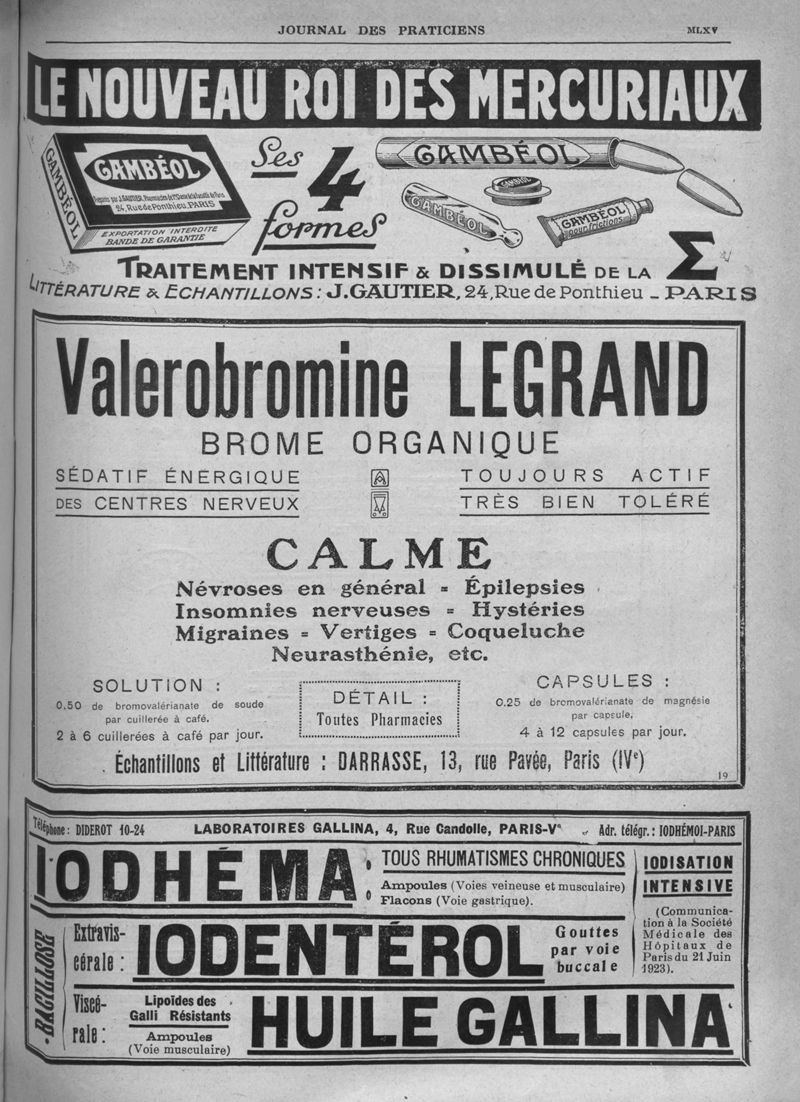 JOURNAL DES PRATICIENS
MLXV
LE NOUVEAU ROI DES MERCURIAUX
GAMBÉOL
GAMBÉOL
24, Rue de Ponthieu. PARIS
EXPORTATION INTERDITE
BANDE DE GARANTIE
Ses 4 formes
GAMBÉOL
GAMBÉOL
GAMBÉOL
GAMBÉOL
pour frictions
TRAITEMENT INTENSIF & DISSIMULÉ DE LA Σ
LITTÉRATURE & ECHANTILLONS : J. GAUTIER, 24, Rue de Ponthieu _ PARIS
Valerobromine LEGRAND
BROME ORGANIQUE
SÉDATIF ÉNERGIQUE
DES CENTRES NERVEUX
TOUJOURS ACTIF
TRÈS BIEN TOLÉRÉ
CALME
Névroses en général = Épilepsies
Insomnies nerveuses = Hystéries
Migraines = Vertiges = Coqueluche
Neurasthénie, etc.
SOLUTION :
0.50 de bromovalérianate de soude
par cuillerée à café.
2 à 6 cuillerées à café par jour.
DÉTAIL :
Toutes Pharmacies
CAPSULES :
0.25 de bromovalérianate de magnésie
par capsule.
4 à 12 capsules par jour.
Échantillons et Littérature : DARRASSE, 13, rue Pavée, Paris (IVe)
19
Téléphone : DIDEROT 10-24
LABORATOIRES GALLINA, 4, Rue Candolle, PARIS-Ve
Adr. télégr. : IODHÉMOI-PARIS
IODHÉMA :
TOUS RHUMATISMES CHRONIQUES
Ampoules (Voies veineuse et musculaire)
Flacons (Voie gastrique).
IODISATION
INTENSIVE
(Communica-
tion à la Société
Médicale des
Hôpitaux de
Paris du 21 Juin
1923).
BACILLOSE
Extravis-
cérale :
IODENTÉROL
Gouttes
par voie
buccale
Viscé-
rale :
Lipoïdes des
Galli Résistants
Ampoules
(Voie musculaire)
HUILE GALLINA